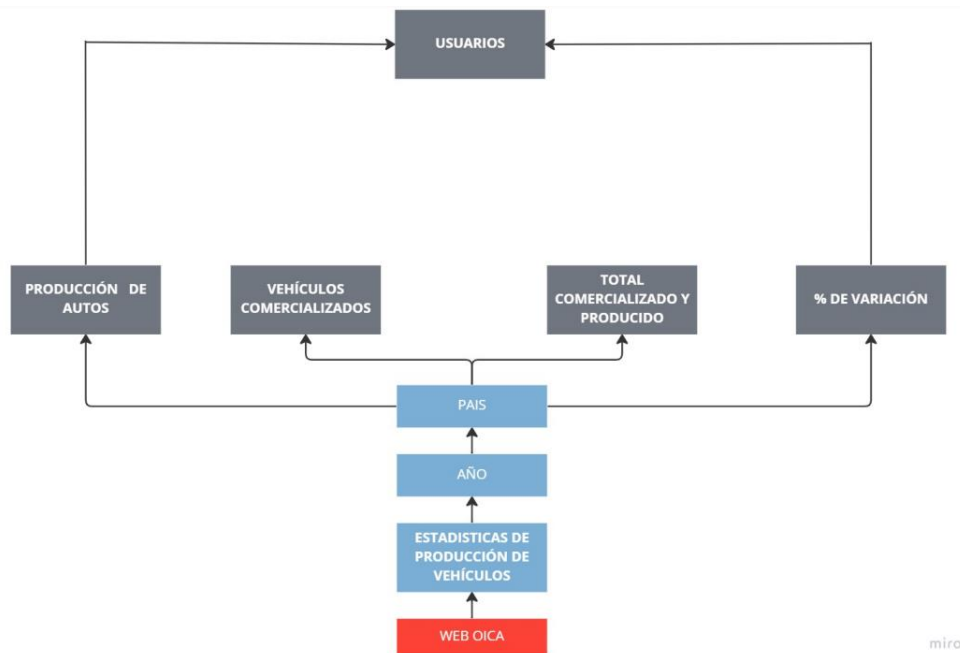 USUARIOS
PRODUCCIÓN DE
AUTOS
VEHÍCULOS
COMERCIALIZADOS
TOTAL
COMERCIALIZADO Y
PRODUCIDO
% DE VARIACIÓN
PAIS
AÑO
ESTADISTICAS DE
PRODUCCIÓN DE
VEHÍCULOS
WEB OICA
miro